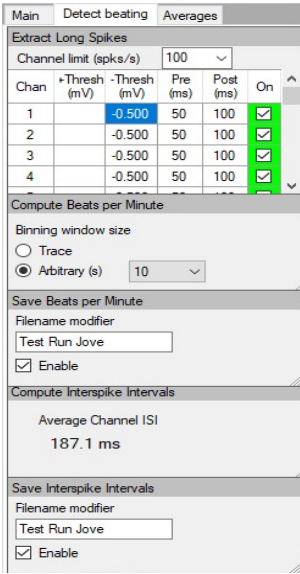 Main Detect beating Averages
Extract Long Spikes
Channel limit (spks/s) 100
Chan +Thresh (mV) -Thresh (mV) Pre (ms) Post (ms) On
1 -0.500 50 100
2 -0.500 50 100
3 -0.500 50 100
4 -0.500 50 100
Compute Beats per Minute
Binning window size
Trace
Arbitrary (s) 10
Save Beats per Minute
Filename modifier
Test Run Jove
Enable
Compute Interspike Intervals
Average Channel ISI
187.1 ms
Save Interspike Intervals
Filename modifier
Test Run Jove
Enable